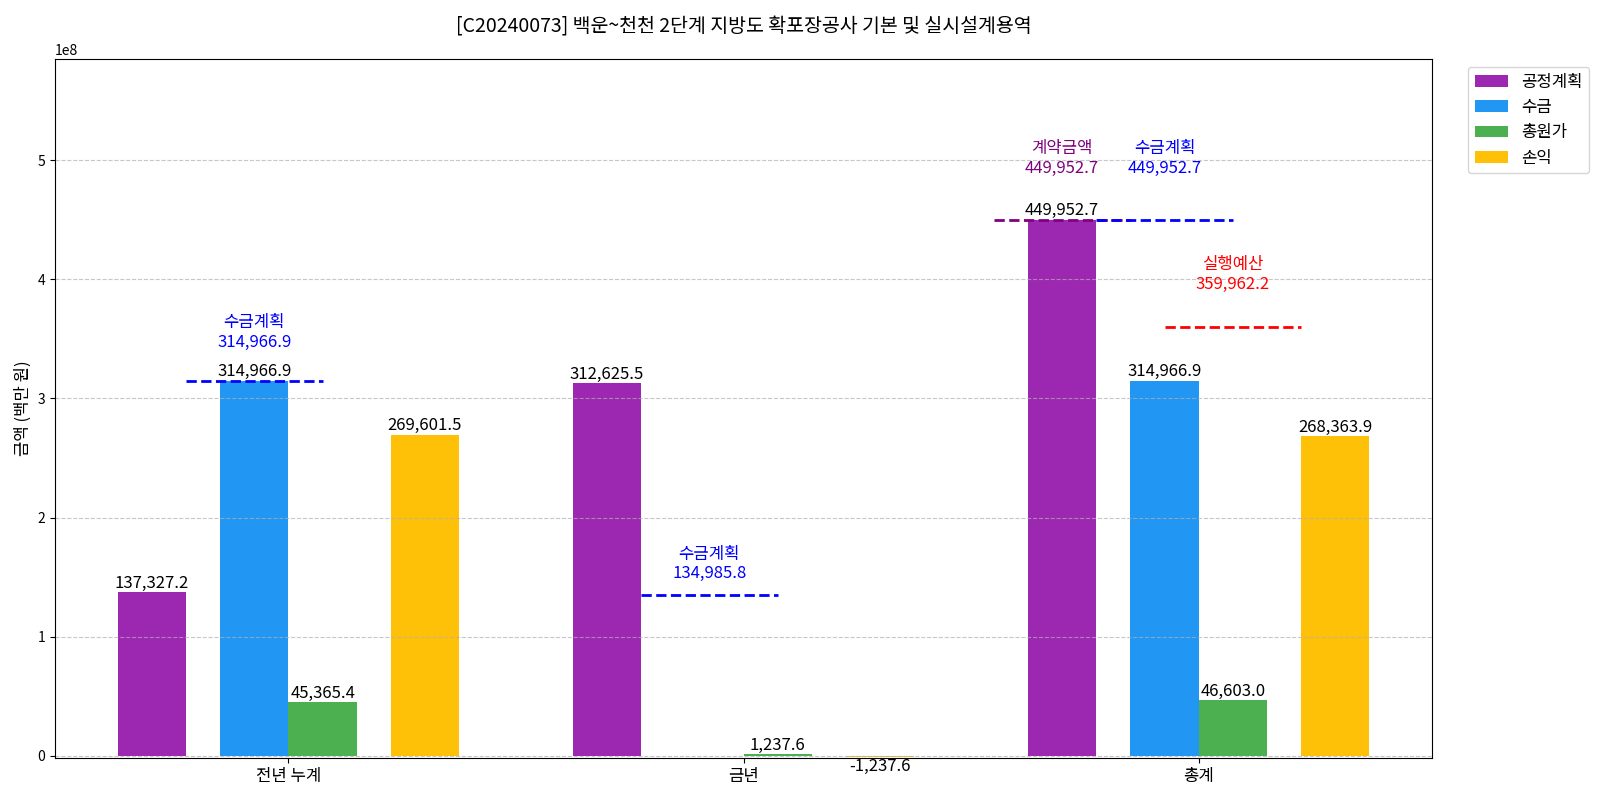 [C20240073] 백운~천천 2단계 지방도 확포장공사 기본 및 실시설계용역
1e8
공정계획
수금
총원가
손익
계약금액
449,952.7
수금계획
449,952.7
449,952.7
실행예산
359,962.2
수금계획
314,966.9
314,966.9
312,625.5
314,966.9
269,601.5
268,363.9
수금계획
134,985.8
137,327.2
45,365.4
46,603.0
1,237.6
-1,237.6
5
4
3
2
1
0
금액 (백만 원)
전년 누계
금년
총계